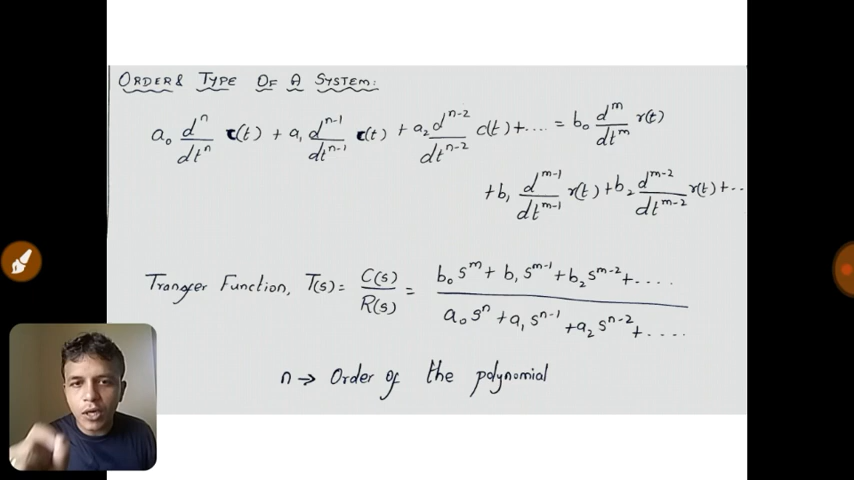 ORDER & TYPE OF A SYSTEM:
a₀ dⁿ/dtⁿ c(t) + a₁ dⁿ⁻¹/dtⁿ⁻¹ c(t) + a₂ dⁿ⁻²/dtⁿ⁻² c(t) + .... = b₀ dᵐ/dtᵐ r(t)
+ b₁ dᵐ⁻¹/dtᵐ⁻¹ r(t) + b₂ dᵐ⁻²/dtᵐ⁻² r(t) + ..
Tranfer Function, T(s) = C(s)/R(s) = b₀ sᵐ + b₁ sᵐ⁻¹ + b₂ sᵐ⁻² + .... / a₀ sⁿ + a₁ sⁿ⁻¹ + a₂ sⁿ⁻² + ....
n → Order of the polynomial